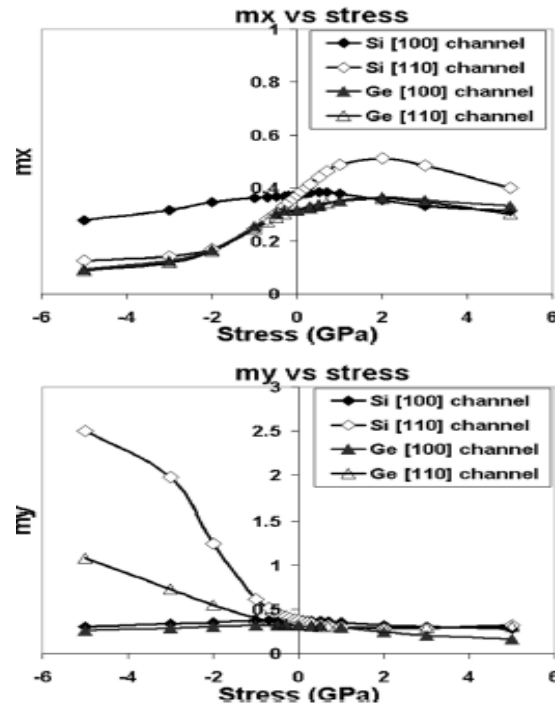 mx vs stress
Si [100] channel
Si [110] channel
Ge [100] channel
Ge [110] channel
1
0.8
0.6
0.4
0.2
0
mx
-6 -4 -2 0 2 4 6
Stress (GPa)
my vs stress
Si [100] channel
Si [110] channel
Ge [100] channel
Ge [110] channel
3
2.5
2
1.5
1
0.5
0
my
-6 -4 -2 0 2 4 6
Stress (GPa)